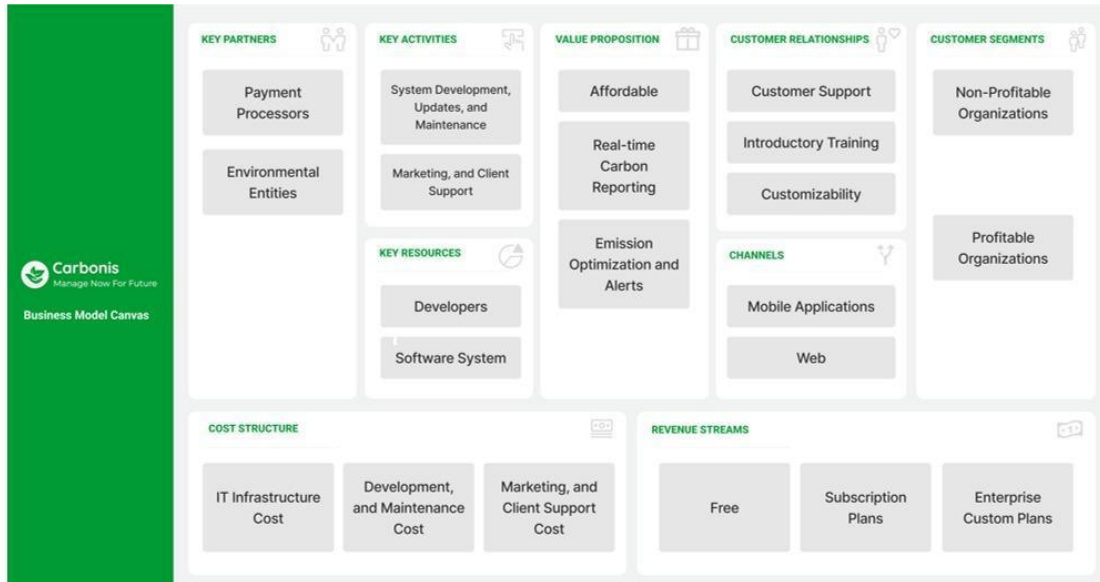 Carbonis
Manage Now For Future
Business Model Canvas
KEY PARTNERS
Payment
Processors
Environmental
Entities
KEY ACTIVITIES
System Development,
Updates, and
Maintenance
Marketing, and Client
Support
KEY RESOURCES
Developers
Software System
VALUE PROPOSITION
Affordable
Real-time
Carbon
Reporting
Emission
Optimization and
Alerts
CUSTOMER RELATIONSHIPS
Customer Support
Introductory Training
Customizability
CHANNELS
Mobile Applications
Web
CUSTOMER SEGMENTS
Non-Profitable
Organizations
Profitable
Organizations
COST STRUCTURE
IT Infrastructure
Cost
Development,
and Maintenance
Cost
Marketing, and
Client Support
Cost
REVENUE STREAMS
Free
Subscription
Plans
Enterprise
Custom Plans